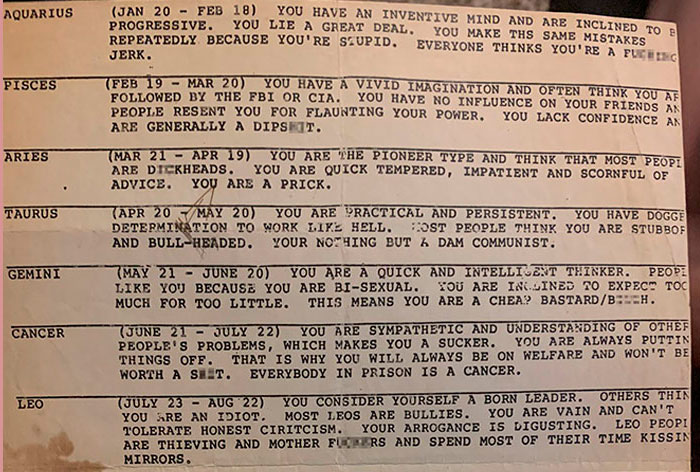 AQUARIUS (JAN 20 - FEB 18) YOU HAVE AN INVENTIVE MIND AND ARE INCLINED TO
PROGRESSIVE. YOU LIE A GREAT DEAL. YOU MAKE THS SAME MISTAKES
REPEATEDLY BECAUSE YOU'RE STUPID. EVERYONE THINKS YOU'RE A
JERK.
PISCES (FEB 19 - MAR 20) YOU HAVE A VIVID IMAGINATION AND OFTEN THINK YOU
FOLLOWED BY THE FBI OR CIA. YOU HAVE NO INFLUENCE ON YOUR FRIENDS
PEOPLE RESENT YOU FOR FLAUNTING YOUR POWER. YOU LACK CONFIDENCE
ARE GENERALLY A
ARIES (MAR 21 - APR 19) YOU ARE THE PIONEER TYPE AND THINK THAT MOST
ARE YOU ARE QUICK TEMPERED, IMPATIENT AND SCORNFUL OF
ADVICE. YOU ARE A PRICK.
TAURUS (APR 20 - MAY 20) YOU ARE PRACTICAL AND PERSISTENT. YOU HAVE
DETERMINATION TO WORK LIKE HELL. MOST PEOPLE THINK YOU ARE
AND BULL-HEADED. YOUR NOTHING BUT A DAM COMMUNIST.
GEMINI (MAY 21 - JUNE 20) YOU ARE A QUICK AND INTELLIGENT THINKER.
LIKE YOU BECAUSE YOU ARE BI-SEXUAL. YOU ARE INCLINED TO EXPECT TOO
MUCH FOR TOO LITTLE. THIS MEANS YOU ARE A CHEAP BASTARD/
CANCER (JUNE 21 - JULY 22) YOU ARE SYMPATHETIC AND UNDERSTANDING OF
PEOPLE'S PROBLEMS, WHICH MAKES YOU A SUCKER. YOU ARE ALWAYS
THINGS OFF. THAT IS WHY YOU WILL ALWAYS BE ON WELFARE AND WON'T BE
WORTH A EVERYBODY IN PRISON IS A CANCER.
LEO (JULY 23 - AUG 22) YOU CONSIDER YOURSELF A BORN LEADER. OTHERS
YOU ARE AN IDIOT. MOST LEOS ARE BULLIES. YOU ARE VAIN AND CAN'T
TOLERATE HONEST CIRITCISM. YOUR ARROGANCE IS DIGUSTING. LEO
ARE THIEVING AND MOTHER AND SPEND MOST OF THEIR TIME
MIRRORS.